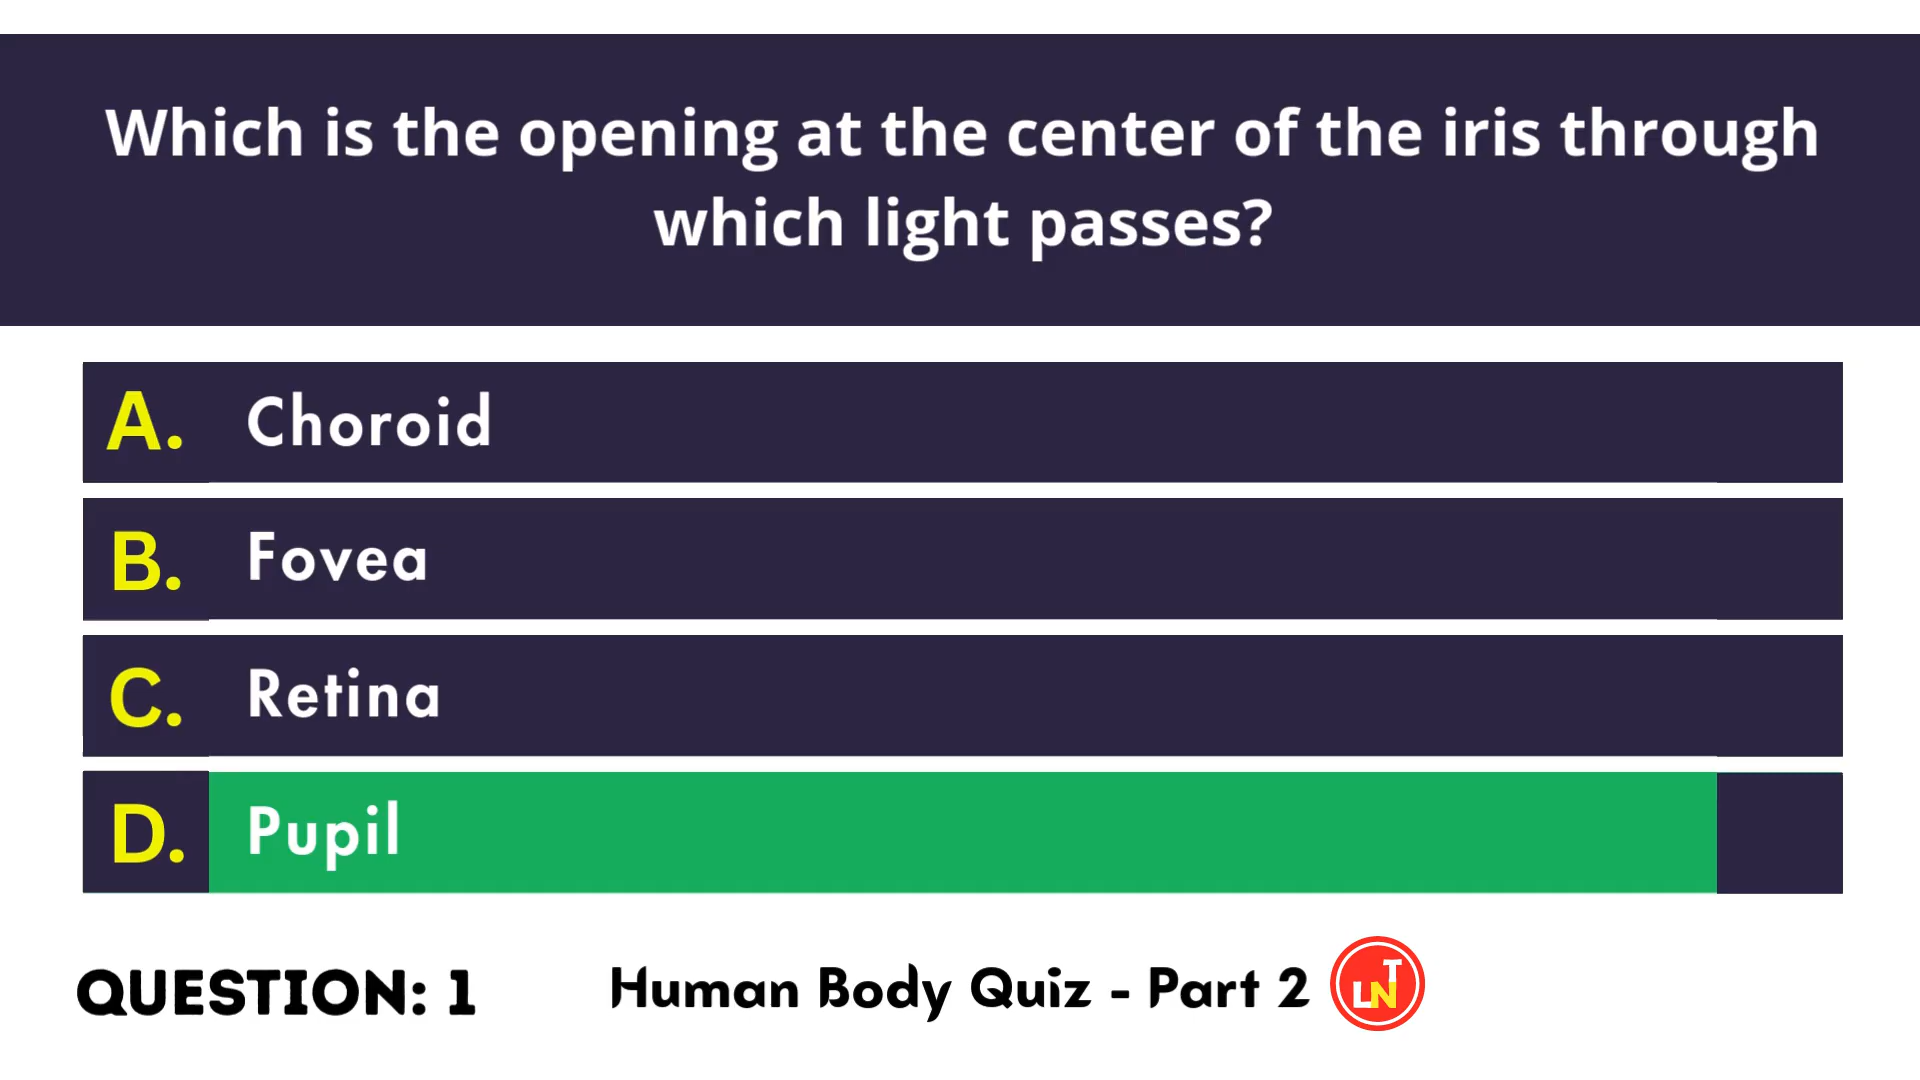 Which is the opening at the center of the iris through
which light passes?
A. Choroid
B. Fovea
C. Retina
D. Pupil
QUESTION: 1
Human Body Quiz - Part 2
LNT